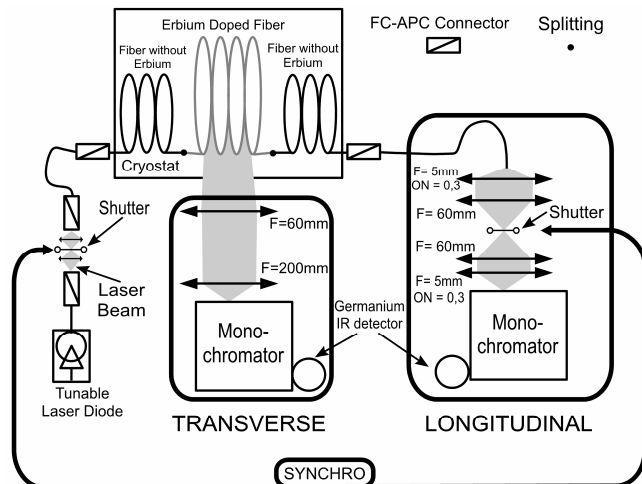 Erbium Doped Fiber
Fiber without
Erbium
Fiber without
Erbium
Cryostat
FC-APC Connector
Splitting
F= 5mm
ON = 0,3
F= 60mm
Shutter
F= 60mm
F= 5mm
ON = 0,3
Mono-
chromator
LONGITUDINAL
Shutter
Laser
Beam
Tunable
Laser Diode
F=60mm
F=200mm
Mono-
chromator
TRANSVERSE
Germanium
IR detector
SYNCHRO